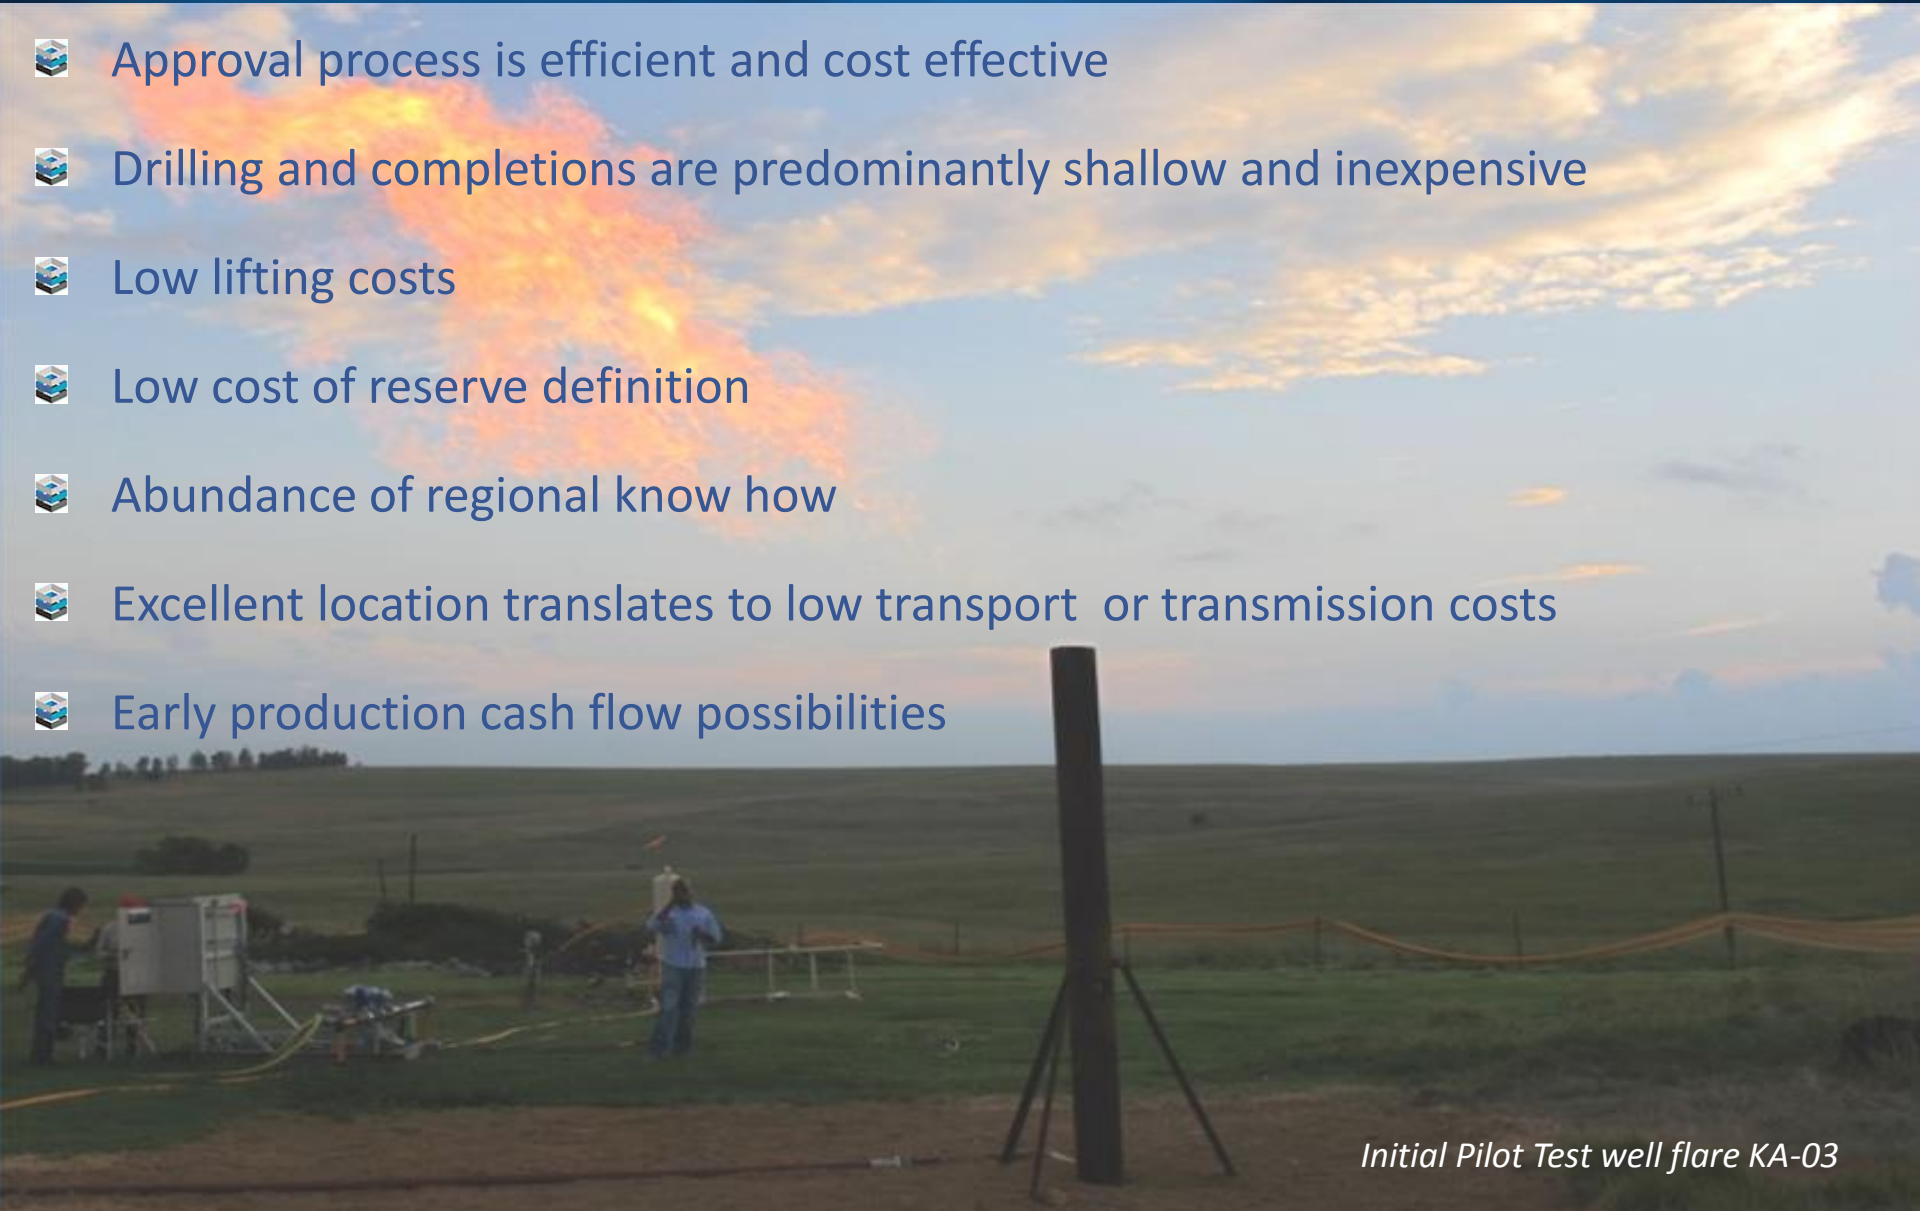 Approval process is efficient and cost effective
Drilling and completions are predominantly shallow and inexpensive
Low lifting costs
Low cost of reserve definition
Abundance of regional know how
Excellent location translates to low transport  or transmission costs
Early production cash flow possibilities
Initial Pilot Test well flare KA-03